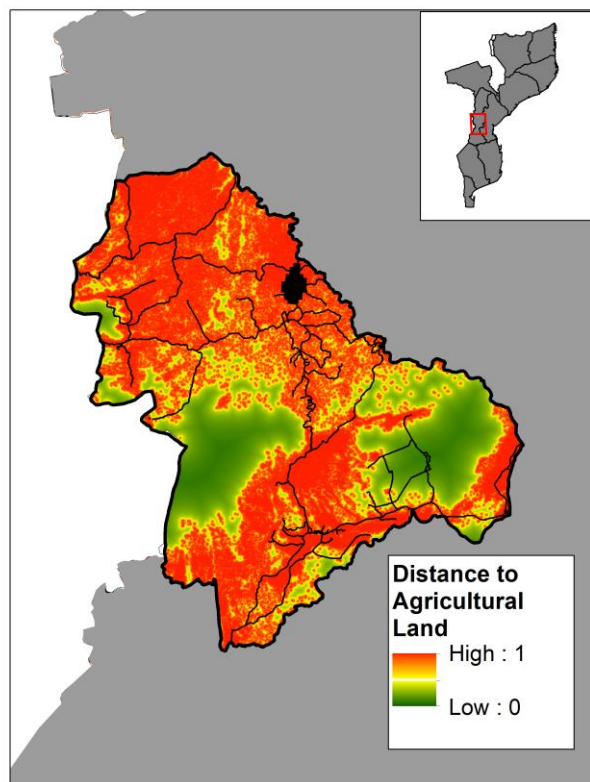 Distance to
Agricultural
Land
High : 1
Low : 0